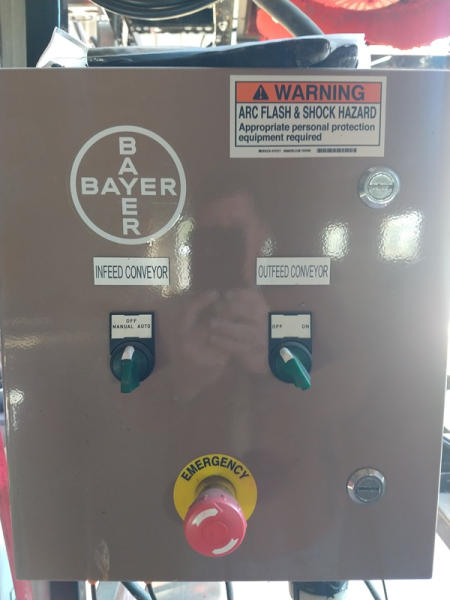 WARNING
ARC FLASH & SHOCK HAZARD
Appropriate personal protection
equipment required
BAYER
BAYER
INFEED CONVEYOR
OUTFEED CONVEYOR
OFF
MANUAL AUTO
OFF ON
EMERGENCY